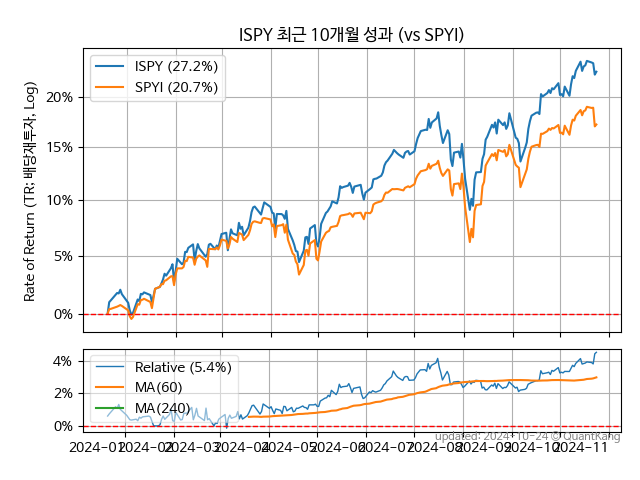 ISPY 최근 10개월 성과 (vs SPYI)
Rate of Return (TR: 배당재투자, Log)
ISPY (27.2%)
SPYI (20.7%)
20%
15%
10%
5%
0%
4%
2%
0%
Relative (5.4%)
MA(60)
MA(240)
2024-01 2024-02 2024-03 2024-04 2024-05 2024-06 2024-07 2024-08 2024-09 2024-10 2024-11
updated: 2024-10-24 © QuantKang